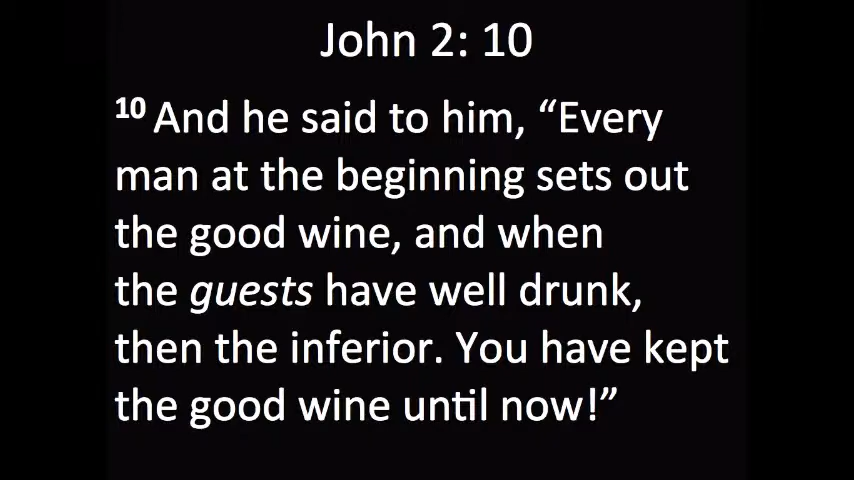 John 2: 10
10 And he said to him, “Every
man at the beginning sets out
the good wine, and when
the guests have well drunk,
then the inferior. You have kept
the good wine until now!”